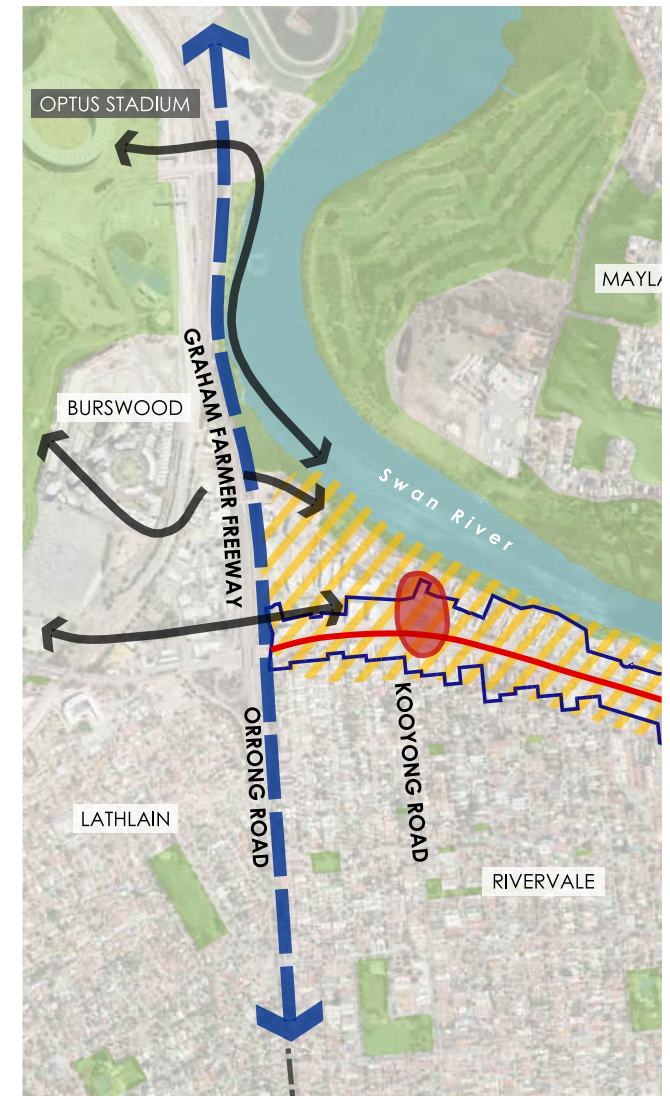 OPTUS STADIUM
MAYLA
BURSWOOD
GRAHAM FARMER FREEWAY
Swan River
KOOYONG ROAD
ORRONG ROAD
LATHLAIN
RIVERVALE